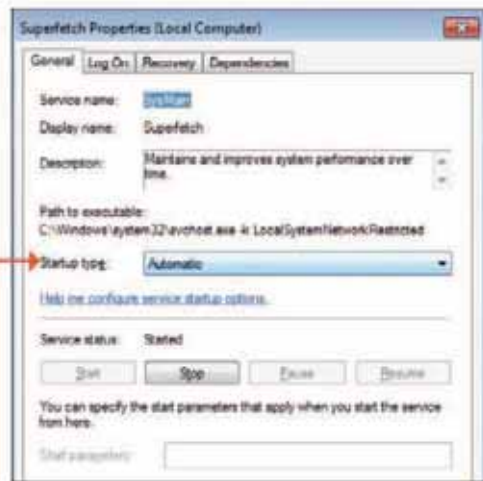 Superfetch Properties (Local Computer)
General Log On Recovery Dependencies
Service name: SysMain
Display name: Superfetch
Description: Maintains and improves system performance over
time.
Path to executable:
C:\Windows\system32\svchost.exe -k LocalSystemNetworkRestricted
Startup type: Automatic
Help me configure service startup options.
Service status: Started
Start Stop Pause Resume
You can specify the start parameters that apply when you start the service
from here.
Start parameters: